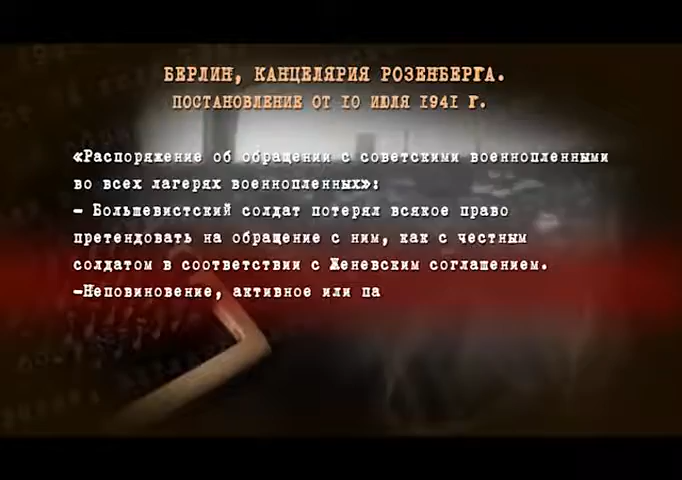 БЕРЛИН, КАНЦЕЛЯРИЯ РОЗЕНБЕРГА.
ПОСТАНОВЛЕНИЕ ОТ 10 ИЮЛЯ 1941 Г.
«Распоряжение об обращении с советскими военнопленными
во всех лагерях военнопленных»:
- Большевистский солдат потерял всякое право
претендовать на обращение с ним, как с честным
солдатом в соответствии с Женевским соглашением.
-Неповиновение, активное или па